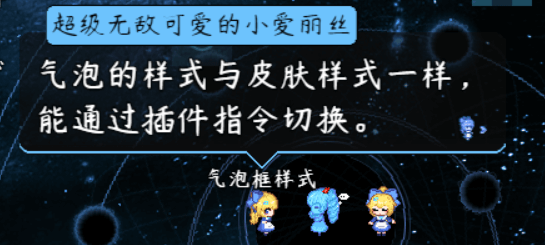 超级无敌可爱的小爱丽丝
气泡的样式与皮肤样式一样，
能通过插件指令切换。
气泡框样式